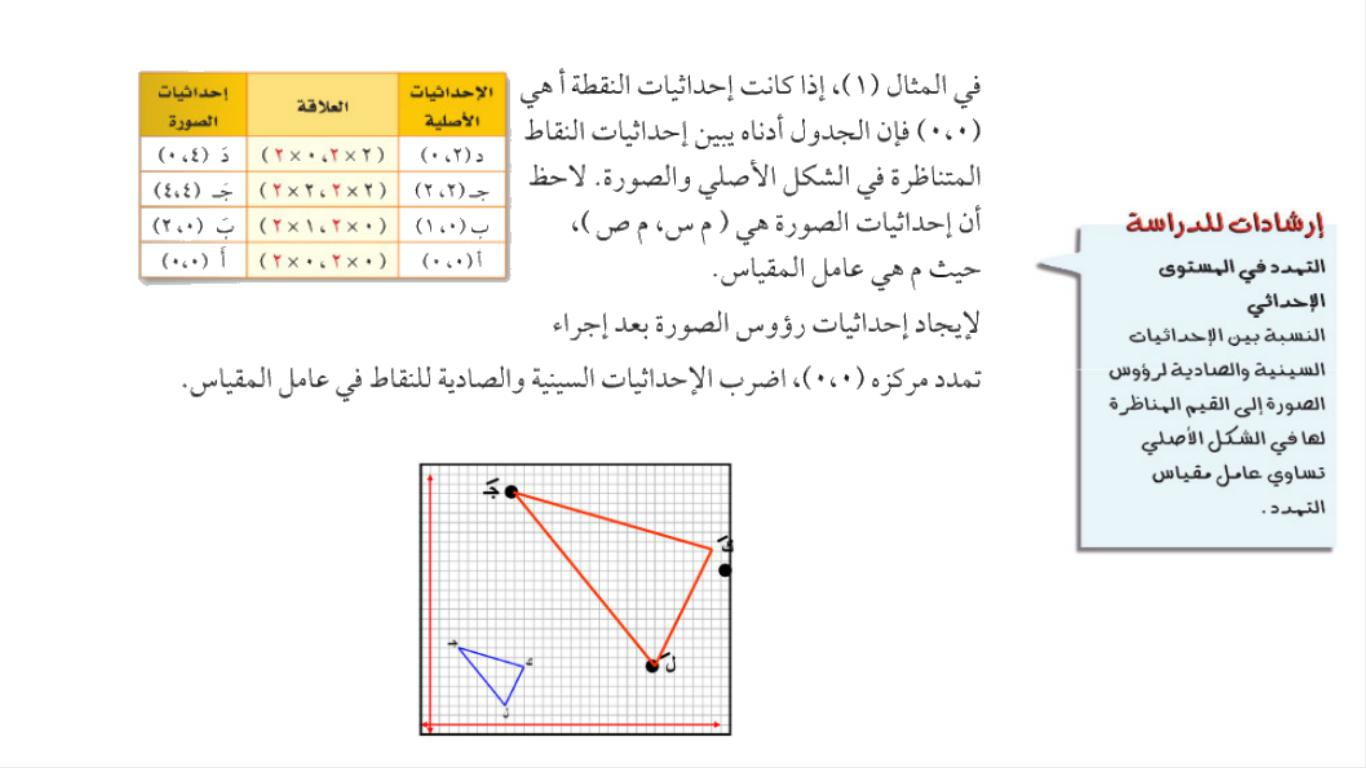 في المثال (١)، إذا كانت إحداثيات النقطة أ هي
(٠،٠) فإن الجدول أدناه يبين إحداثيات النقاط
المتناظرة في الشكل الأصلي والصورة. لاحظ
أن إحداثيات الصورة هي ( م س، م ص )،
حيث م هي عامل المقياس.
لإيجاد إحداثيات رؤوس الصورة بعد إجراء
تمدد مركزه (٠،٠)، اضرب الإحداثيات السينية والصادية للنقاط في عامل المقياس.
الإحداثيات الأصلية العلاقة إحداثيات الصورة
د (٢، ٠) (٢×٢، ٠×٢) دَ (٤، ٠)
جـ (٢، ٢) (٢×٢، ٢×٢) جـَ (٤،٤)
ب (٠، ١) (٠×٢، ١×٢) بَ (٠، ٢)
أ (٠،٠) (٠×٢، ٠×٢) أَ (٠،٠)
إرشادات للدراسة
التمدد في المستوى
الإحداثي
النسبة بين الإحداثيات
السينية والصادية لرؤوس
الصورة إلى القيم المناظرة
لها في الشكل الأصلي
تساوي عامل مقياس
التمدد.
جـَ
كَ
لَ
جـ
ك
ل